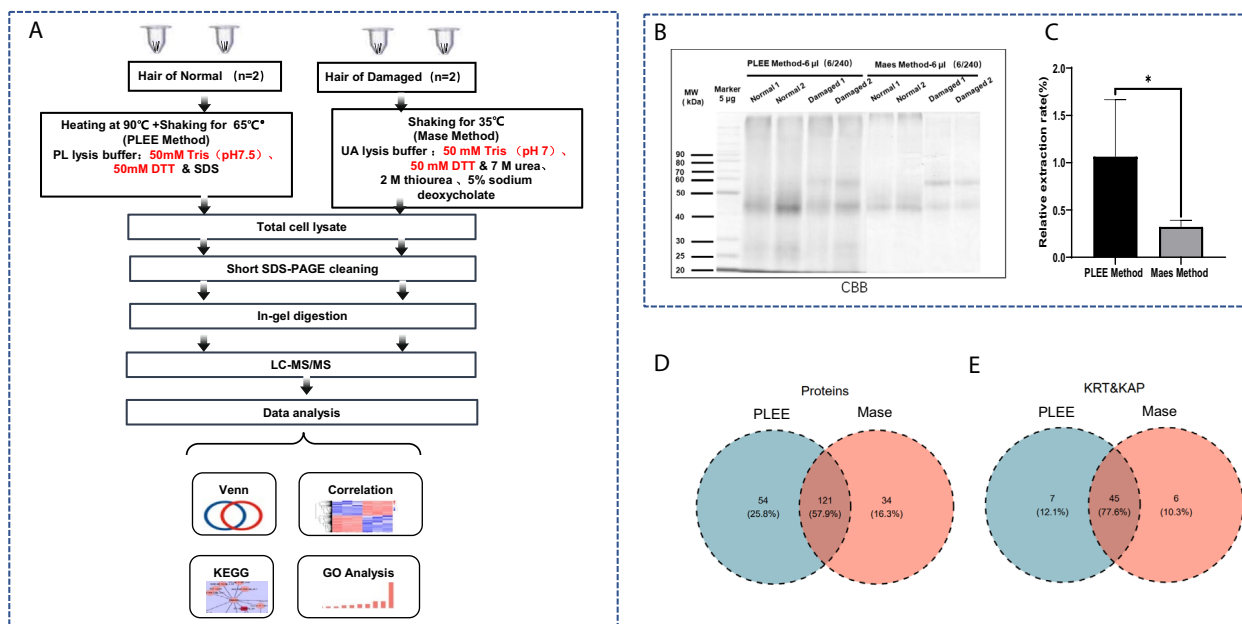 A
Hair of Normal (n=2)
Hair of Damaged (n=2)
Heating at 90℃ +Shaking for 65℃*
(PLEE Method)
PL lysis buffer：50mM Tris（pH7.5）、
50mM DTT & SDS
Shaking for 35℃
(Mase Method)
UA lysis buffer：50 mM Tris (pH 7)、
50 mM DTT & 7 M urea、
2 M thiourea 、5% sodium
deoxycholate
Total cell lysate
Short SDS-PAGE cleaning
In-gel digestion
LC-MS/MS
Data analysis
Venn
Correlation
KEGG
GO Analysis
B
PLEE Method-6 µl (6/240)
Maes Method-6 µl (6/240)
MW
( kDa)
Marker
5 µg
Normal 1
Normal 2
Damaged 1
Damaged 2
Normal 1
Normal 2
Damaged 1
Damaged 2
90
80
70
60
50
40
30
25
20
CBB
C
Relative extraction rate(%)
2.0
1.5
1.0
0.5
0.0
*
PLEE Method
Maes Method
D
Proteins
PLEE
Mase
54
(25.8%)
121
(57.9%)
34
(16.3%)
E
KRT&KAP
PLEE
Mase
7
(12.1%)
45
(77.6%)
6
(10.3%)